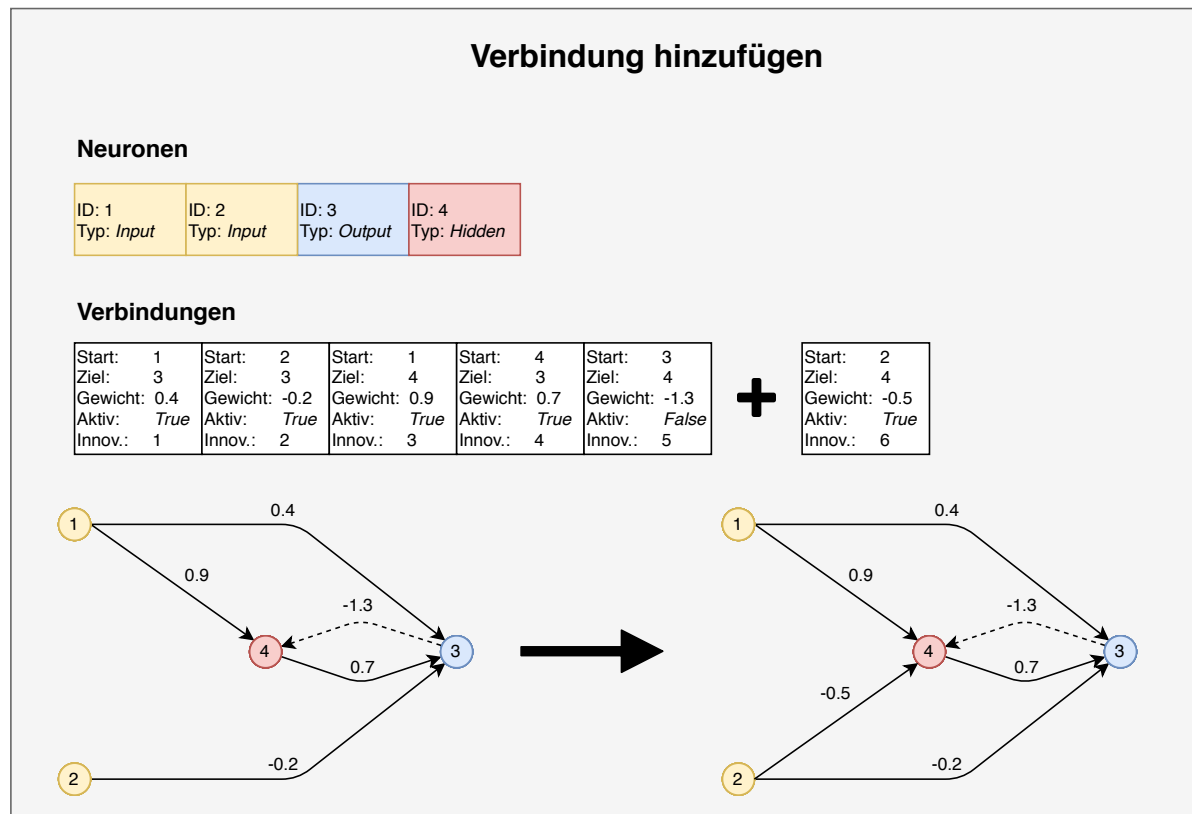 Verbindung hinzufügen
Neuronen
ID: 1 ID: 2 ID: 3 ID: 4
Typ: Input Typ: Input Typ: Output Typ: Hidden
Verbindungen
Start: 1 Start: 2 Start: 1 Start: 4 Start: 3 Start: 2
Ziel: 3 Ziel: 3 Ziel: 4 Ziel: 3 Ziel: 4 Ziel: 4
Gewicht: 0.4 Gewicht: -0.2 Gewicht: 0.9 Gewicht: 0.7 Gewicht: -1.3 Gewicht: -0.5
Aktiv: True Aktiv: True Aktiv: True Aktiv: True Aktiv: False Aktiv: True
Innov.: 1 Innov.: 2 Innov.: 3 Innov.: 4 Innov.: 5 Innov.: 6
0.4 0.4
1 1
0.9 0.9
-1.3 -1.3
4 3 4 3
0.7 0.7
-0.5
-0.2 -0.2
2 2